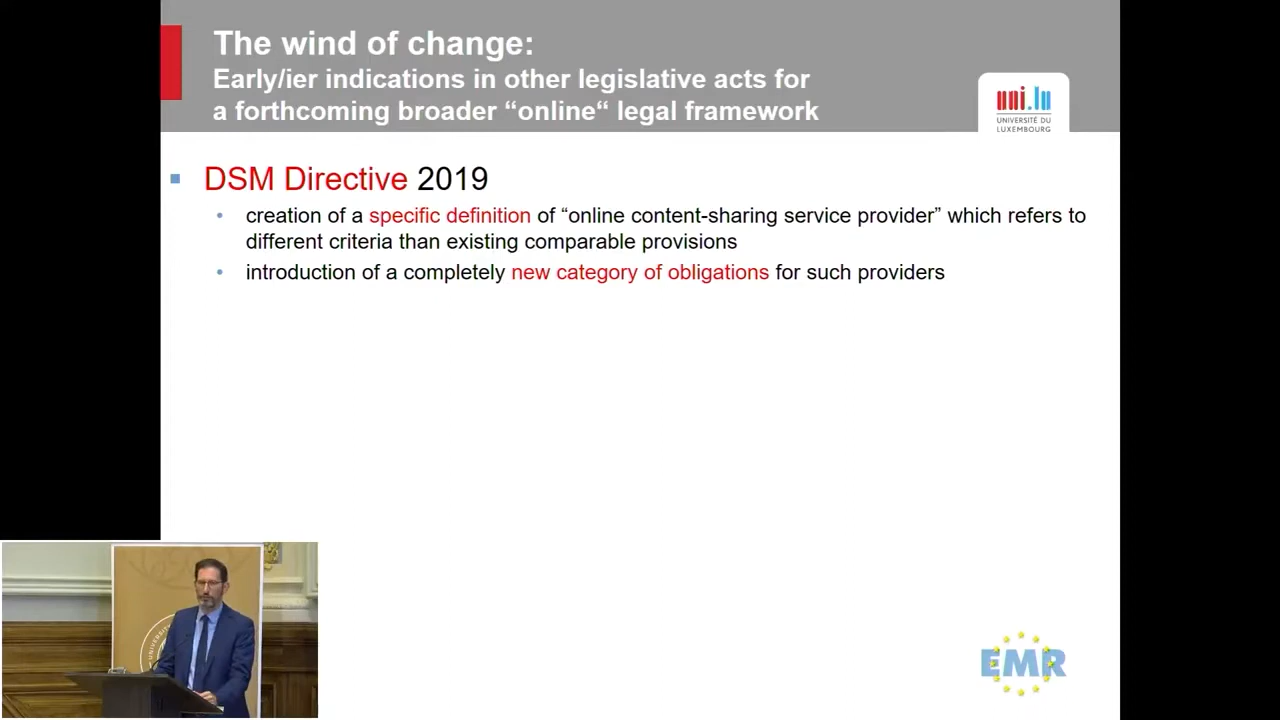 The wind of change:
Early/ier indications in other legislative acts for
a forthcoming broader “online“ legal framework
uni.lu
UNIVERSITÉ DU
LUXEMBOURG
▪ DSM Directive 2019
• creation of a specific definition of “online content-sharing service provider” which refers to
different criteria than existing comparable provisions
• introduction of a completely new category of obligations for such providers
EMR